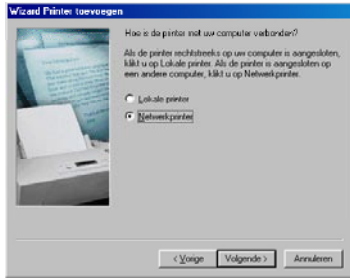 Wizard Printer toevoegen
Hoe is de printer met uw computer verbonden?
Als de printer rechtstreeks op uw computer is aangesloten,
klikt u op Lokale printer. Als de printer is aangesloten op
een andere computer, klikt u op Netwerkprinter.
Lokale printer
Netwerkprinter
< Vorige
Volgende >
Annuleren